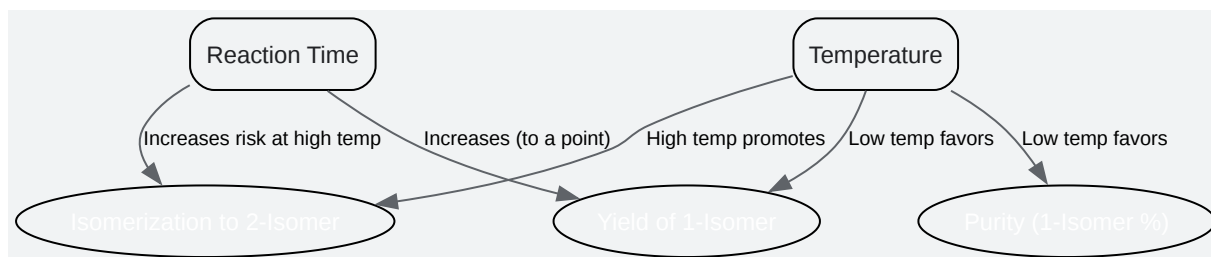 Reaction Time
Temperature
Increases risk at high temp
Increases (to a point)
High temp promotes
Low temp favors
Low temp favors
Isomerization to 2-Isomer
Yield of 1-Isomer
Purity (1-Isomer %)